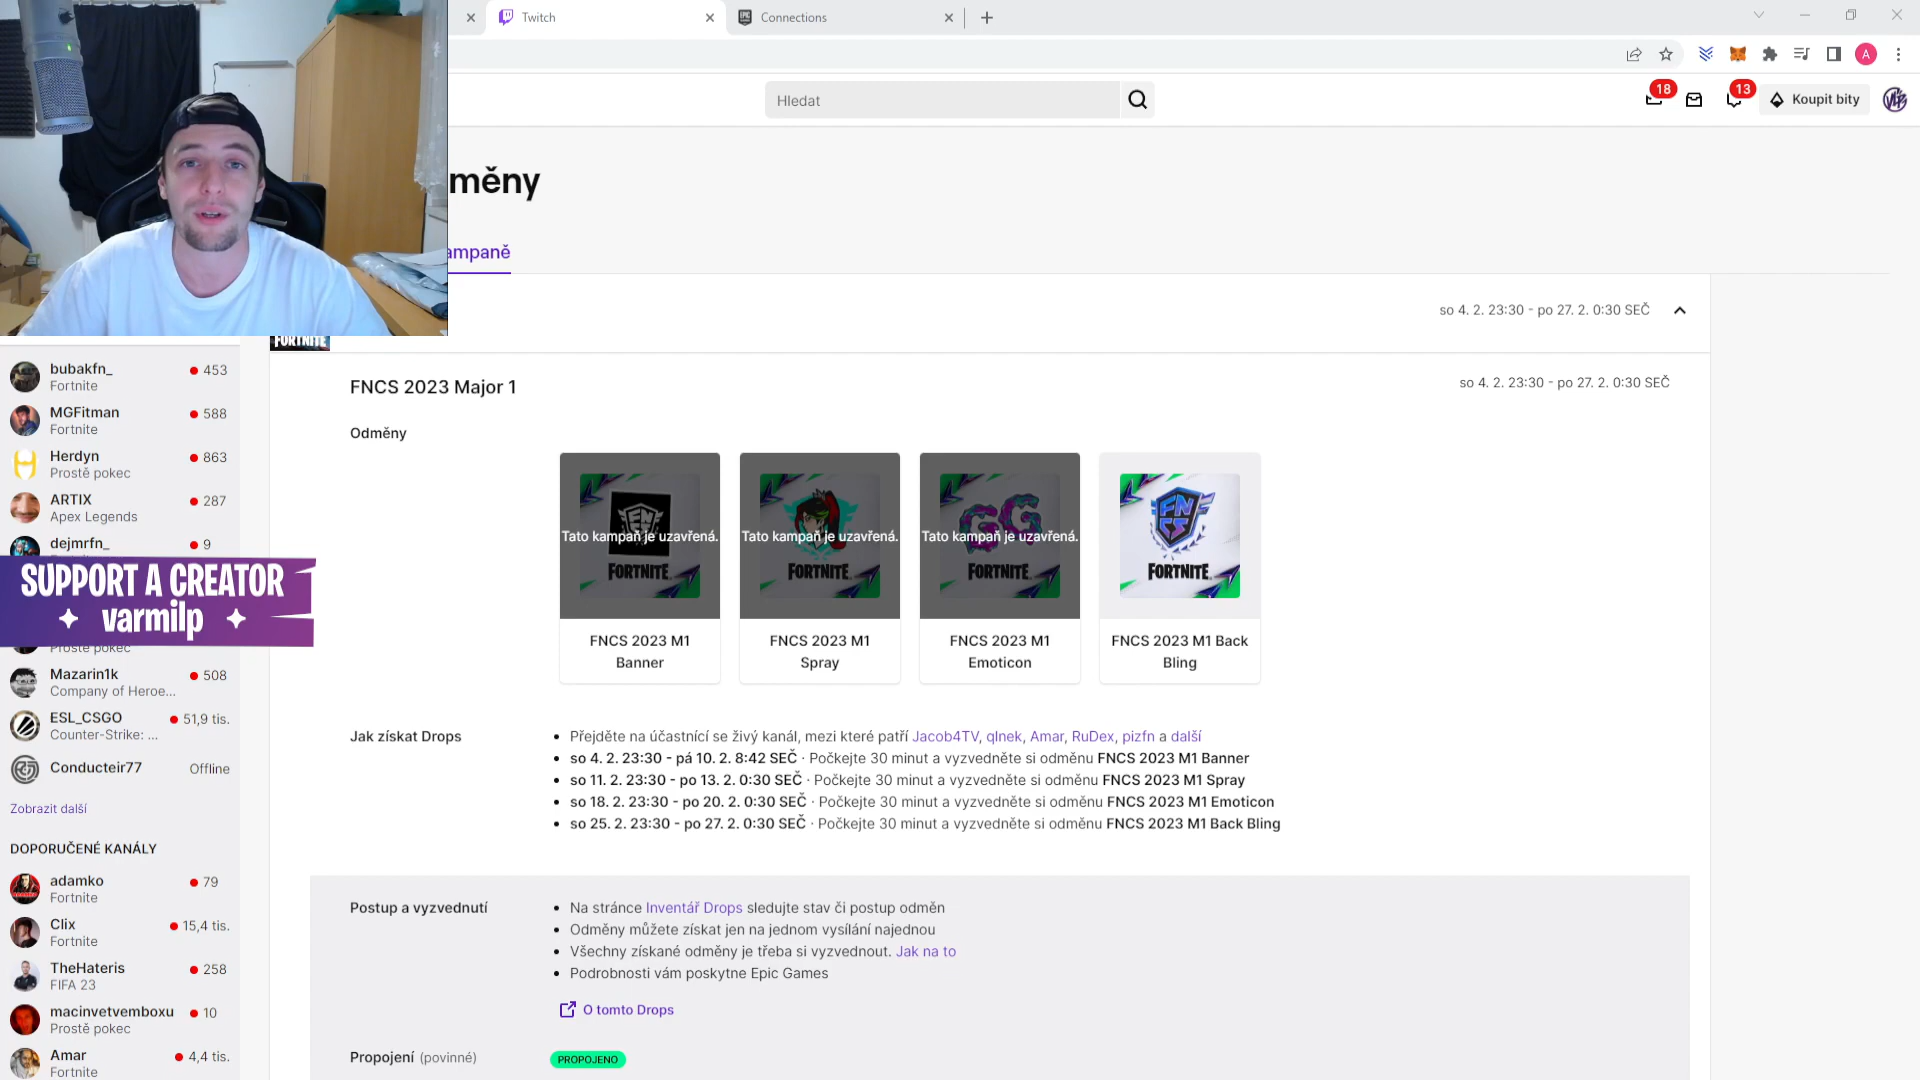 Twitch
Connections
A
Hledat
18
13
Koupit bity
měny
ampaně
so 4. 2. 23:30 - po 27. 2. 0:30 SEČ
FORTNITE
FNCS 2023 Major 1
so 4. 2. 23:30 - po 27. 2. 0:30 SEČ
Odměny
Tato kampaň je uzavřená.
FORTNITE
FNCS 2023 M1
Banner
Tato kampaň je uzavřená.
FORTNITE
FNCS 2023 M1
Spray
Tato kampaň je uzavřená.
GG
FORTNITE
FNCS 2023 M1
Emoticon
FNCS
FORTNITE
FNCS 2023 M1 Back
Bling
Jak získat Drops
Přejděte na účastnící se živý kanál, mezi které patří Jacob4TV, qlnek, Amar, RuDex, pizfn a další
so 4. 2. 23:30 - pá 10. 2. 8:42 SEČ · Počkejte 30 minut a vyzvedněte si odměnu FNCS 2023 M1 Banner
so 11. 2. 23:30 - po 13. 2. 0:30 SEČ · Počkejte 30 minut a vyzvedněte si odměnu FNCS 2023 M1 Spray
so 18. 2. 23:30 - po 20. 2. 0:30 SEČ · Počkejte 30 minut a vyzvedněte si odměnu FNCS 2023 M1 Emoticon
so 25. 2. 23:30 - po 27. 2. 0:30 SEČ · Počkejte 30 minut a vyzvedněte si odměnu FNCS 2023 M1 Back Bling
Postup a vyzvednutí
Na stránce Inventář Drops sledujte stav či postup odměn
Odměny můžete získat jen na jednom vysílání najednou
Všechny získané odměny je třeba si vyzvednout. Jak na to
Podrobnosti vám poskytne Epic Games
O tomto Drops
Propojení (povinné)
PROPOJENO
bubakfn_ 453
Fortnite
MGFitman 588
Fortnite
Herdyn 863
Prostě pokec
ARTIX 287
Apex Legends
dejmrfn_ 9
SUPPORT A CREATOR
varmilp
Prostě pokec
Mazarin1k 508
Company of Heroe...
ESL_CSGO 51,9 tis.
Counter-Strike: ...
Conducteir77 Offline
Zobrazit další
DOPORUČENÉ KANÁLY
adamko 79
Fortnite
Clix 15,4 tis.
Fortnite
TheHateris 258
FIFA 23
macinvetvemboxu 10
Prostě pokec
Amar 4,4 tis.
Fortnite